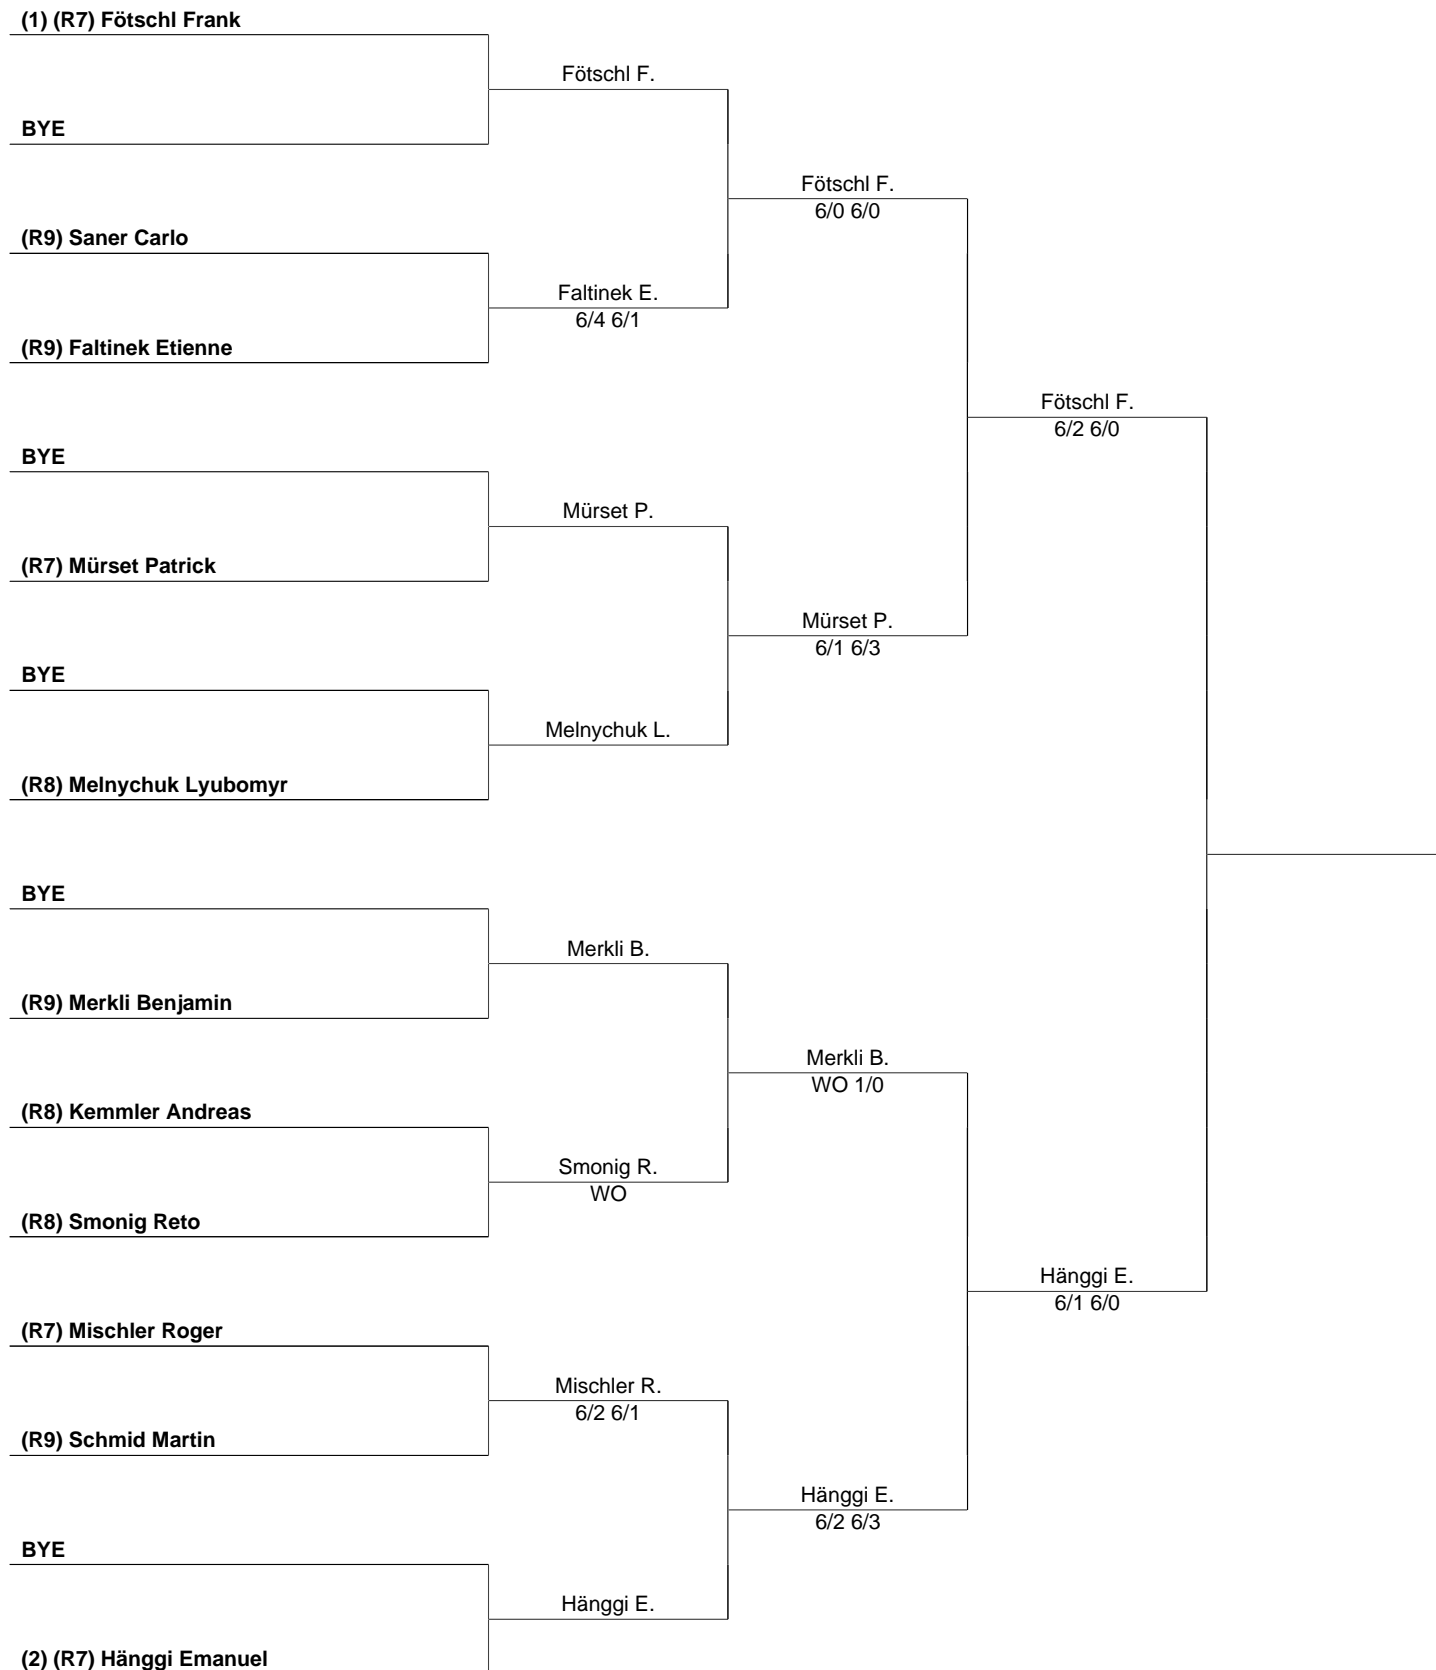 (1) (R7) Fötschl Frank
Fötschl F.
BYE
Fötschl F.
6/0 6/0
(R9) Saner Carlo
Faltinek E.
6/4 6/1
(R9) Faltinek Etienne
Fötschl F.
6/2 6/0
BYE
Mürset P.
(R7) Mürset Patrick
Mürset P.
6/1 6/3
BYE
Melnychuk L.
(R8) Melnychuk Lyubomyr
BYE
Merkli B.
(R9) Merkli Benjamin
Merkli B.
WO 1/0
(R8) Kemmler Andreas
Smonig R.
WO
(R8) Smonig Reto
Hänggi E.
6/1 6/0
(R7) Mischler Roger
Mischler R.
6/2 6/1
(R9) Schmid Martin
Hänggi E.
6/2 6/3
BYE
Hänggi E.
(2) (R7) Hänggi Emanuel